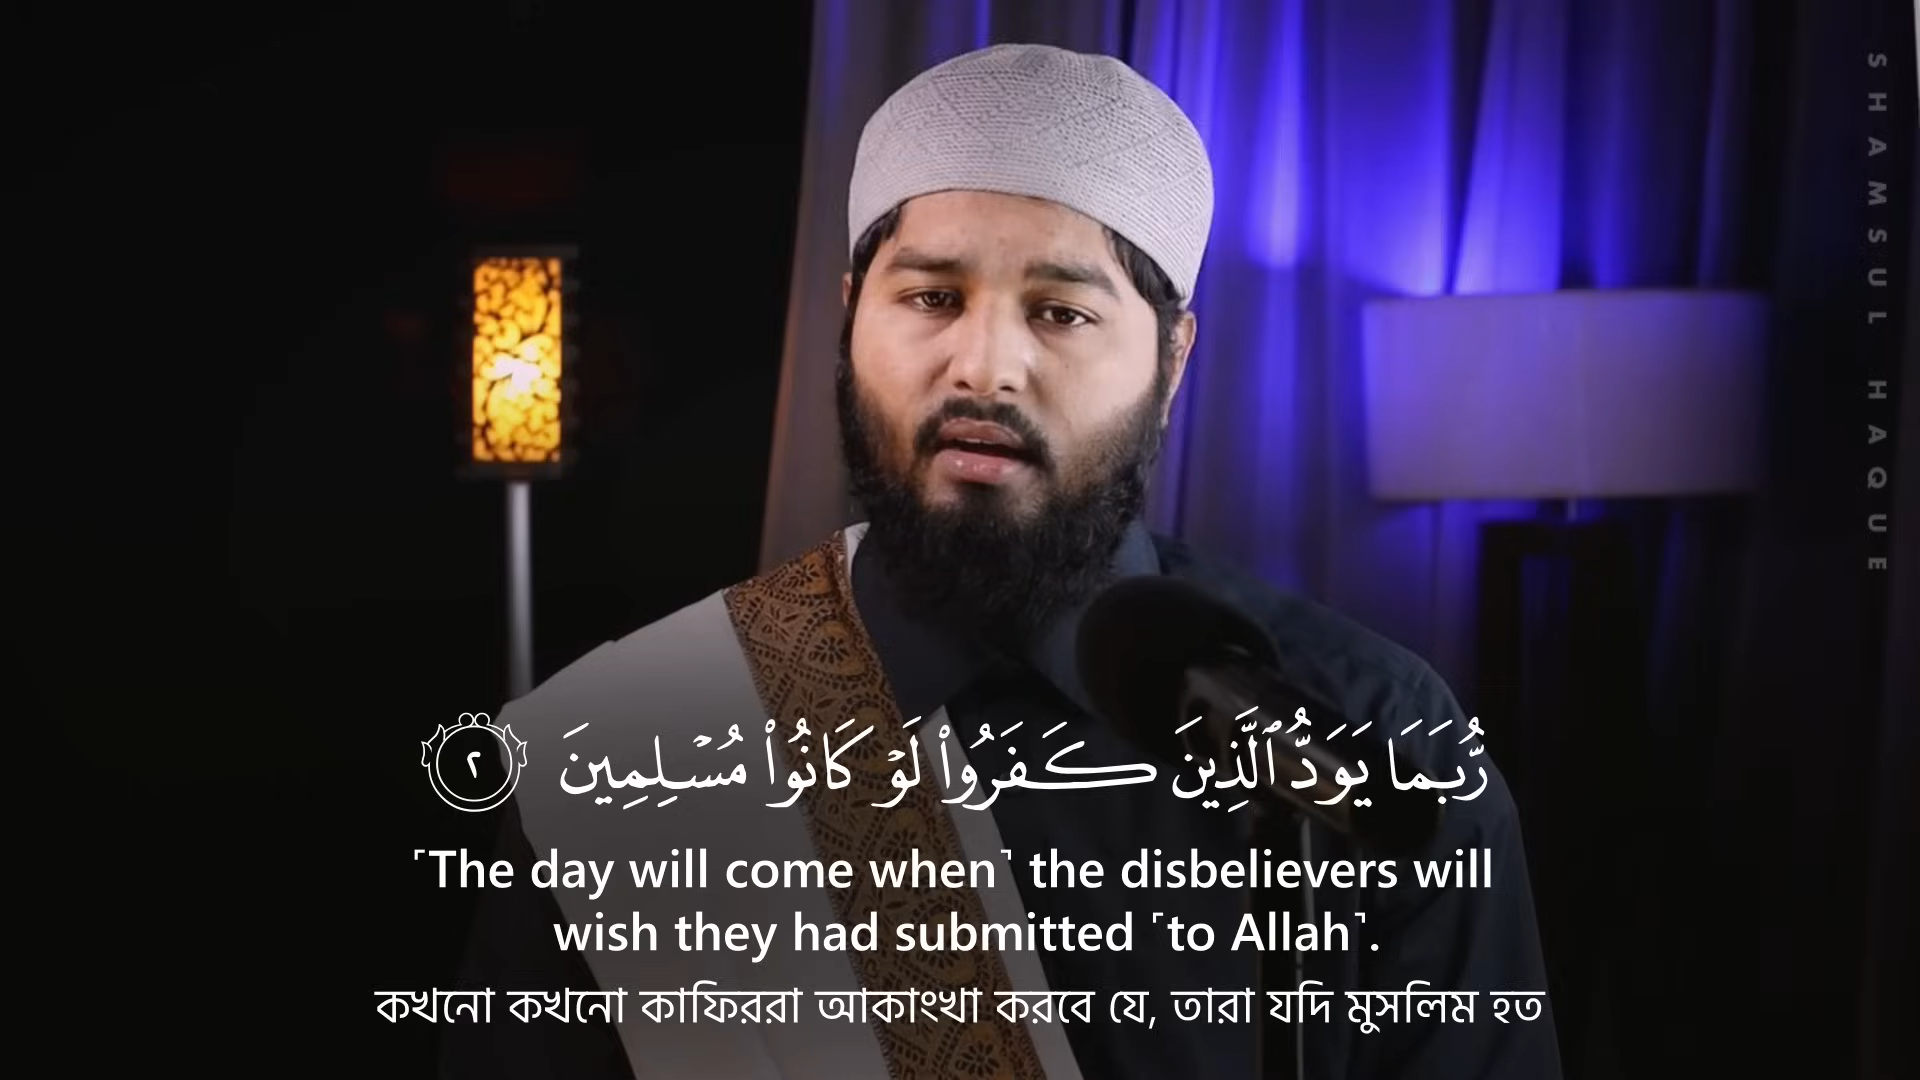 رُّبَمَا يَوَدُّ ٱلَّذِينَ كَفَرُوا۟ لَوْ كَانُوا۟ مُسْلِمِينَ ٢
˹The day will come when˺ the disbelievers will
wish they had submitted ˹to Allah˺.
কখনো কখনো কাফিররা আকাংখা করবে যে, তারা যদি মুসলিম হত
SHAMSUL HAQUE